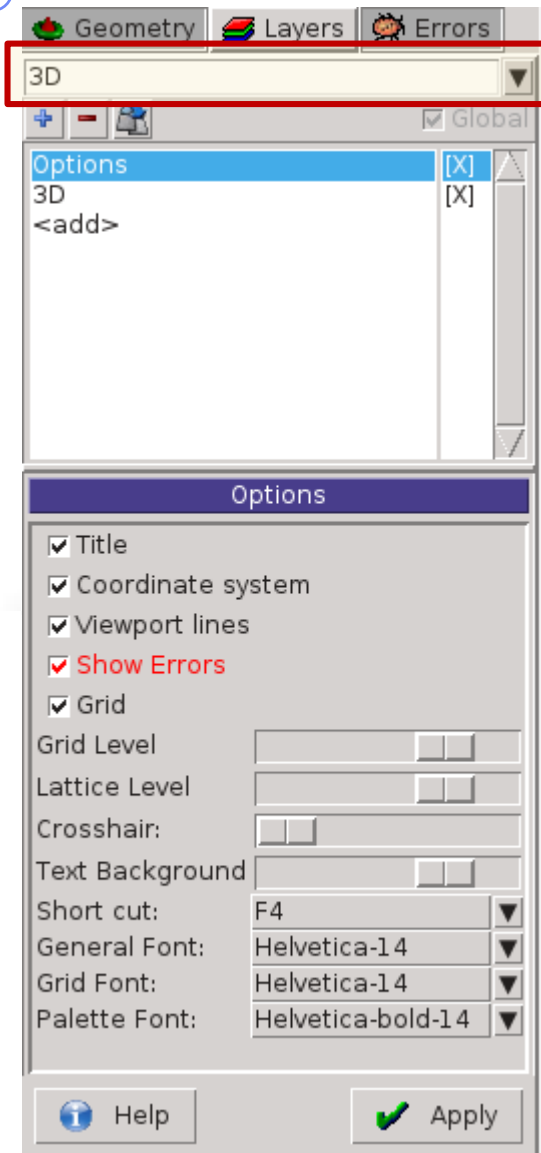 Geometry Layers Errors
3D
Global
Options [X]
3D [X]
<add>
Options
Title
Coordinate system
Viewport lines
Show Errors
Grid
Grid Level
Lattice Level
Crosshair:
Text Background
Short cut: F4
General Font: Helvetica-14
Grid Font: Helvetica-14
Palette Font: Helvetica-bold-14
Help Apply